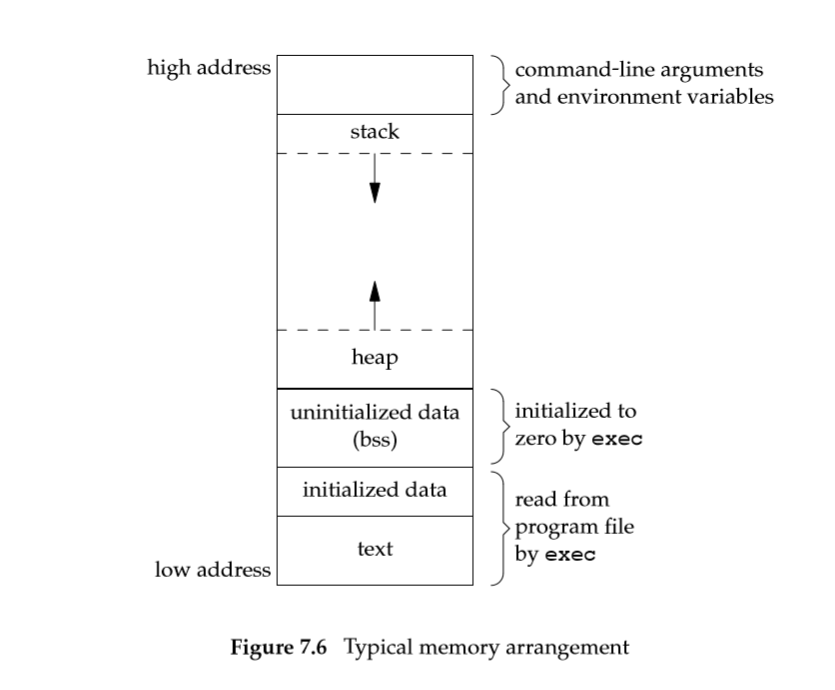 high address
command-line arguments
and environment variables
stack
heap
uninitialized data
(bss)
initialized to
zero by exec
initialized data
read from
program file
by exec
text
low address
Figure 7.6 Typical memory arrangement